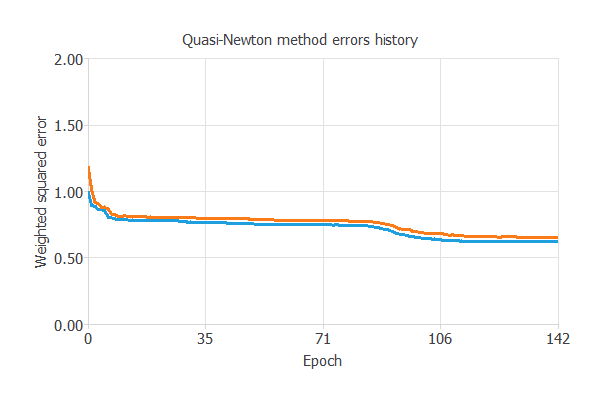 Quasi-Newton method errors history
2.00
1.50
1.00
0.50
0.00
Weighted squared error
0 35 71 106 142
Epoch